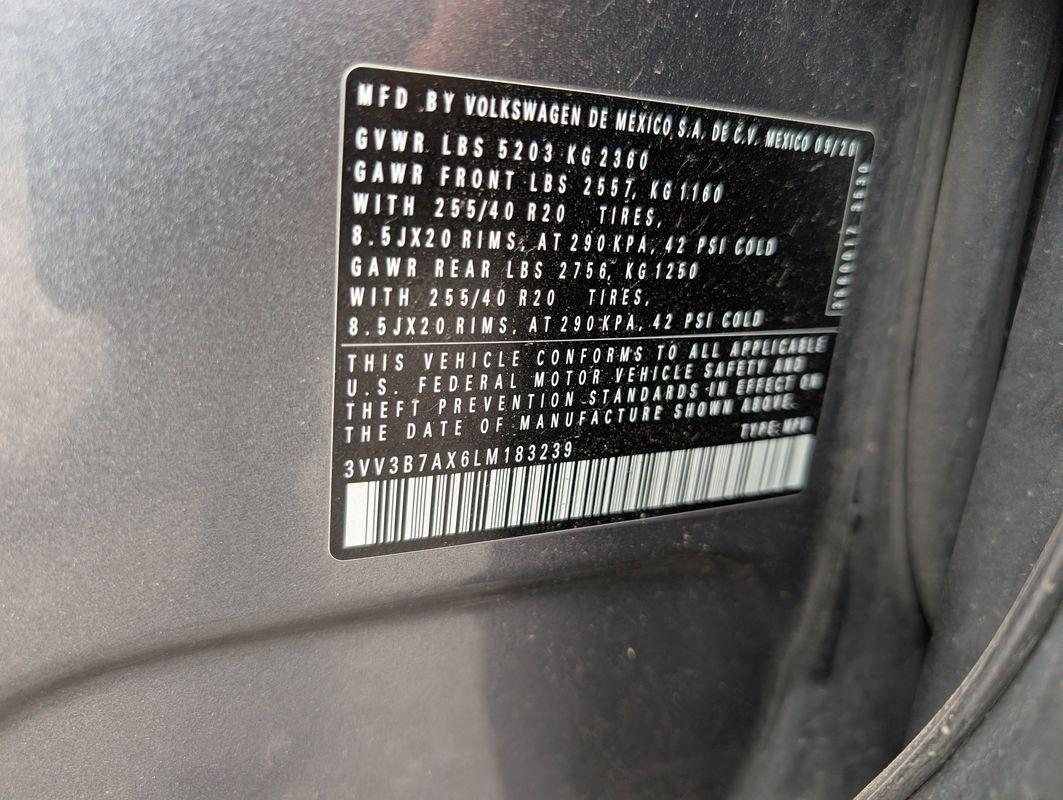 MFD BY VOLKSWAGEN DE MEXICO S.A. DE C.V. MEXICO 09/20
GVWR LBS 5203 KG 2360
GAWR FRONT LBS 2557, KG 1160
WITH 255/40 R20 TIRES,
8.5JX20 RIMS, AT 290 KPA, 42 PSI COLD
GAWR REAR LBS 2756, KG 1250
WITH 255/40 R20 TIRES,
8.5JX20 RIMS, AT 290 KPA, 42 PSI COLD
THIS VEHICLE CONFORMS TO ALL APPLICABLE
U.S. FEDERAL MOTOR VEHICLE SAFETY AND
THEFT PREVENTION STANDARDS IN EFFECT ON
THE DATE OF MANUFACTURE SHOWN ABOVE.
TYPE:
3VV3B7AX6LM183239